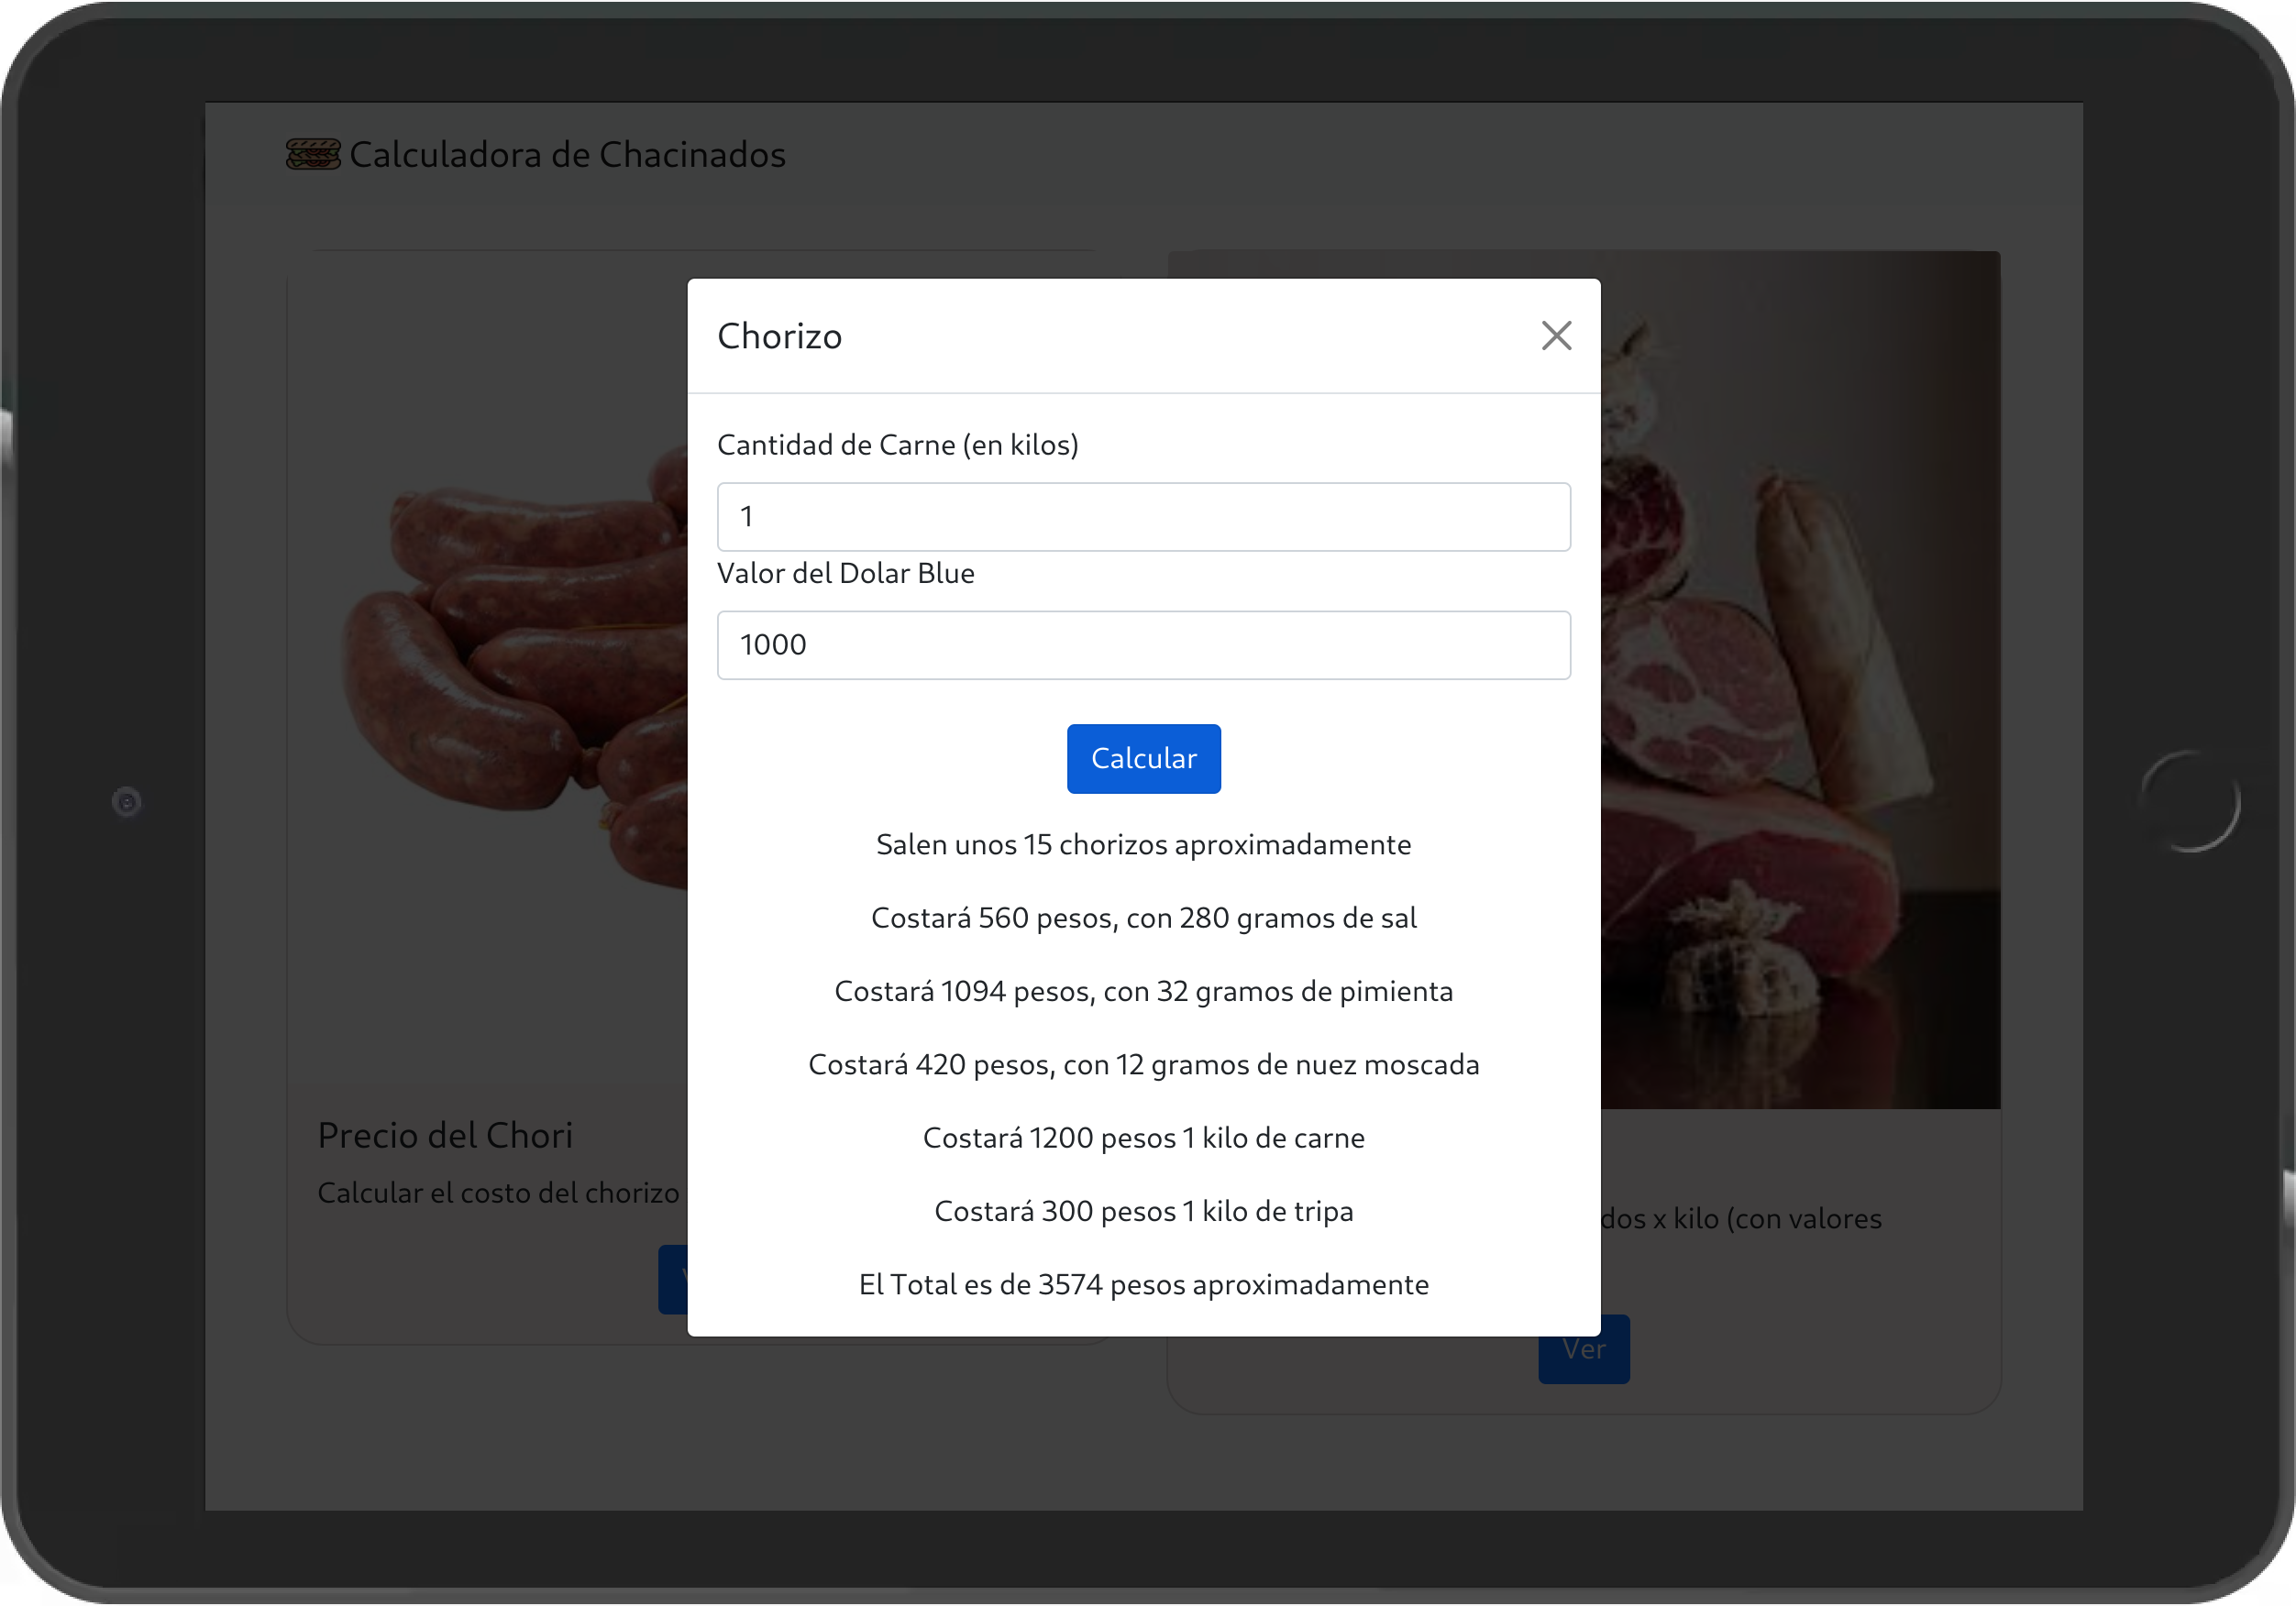 Calculadora de Chacinados
Chorizo
Cantidad de Carne (en kilos)
1
Valor del Dolar Blue
1000
Calcular
Salen unos 15 chorizos aproximadamente
Costará 560 pesos, con 280 gramos de sal
Costará 1094 pesos, con 32 gramos de pimienta
Costará 420 pesos, con 12 gramos de nuez moscada
Costará 1200 pesos 1 kilo de carne
Costará 300 pesos 1 kilo de tripa
El Total es de 3574 pesos aproximadamente
Precio del Chori
Calcular el costo del chorizo
x kilo (con valores
Ver